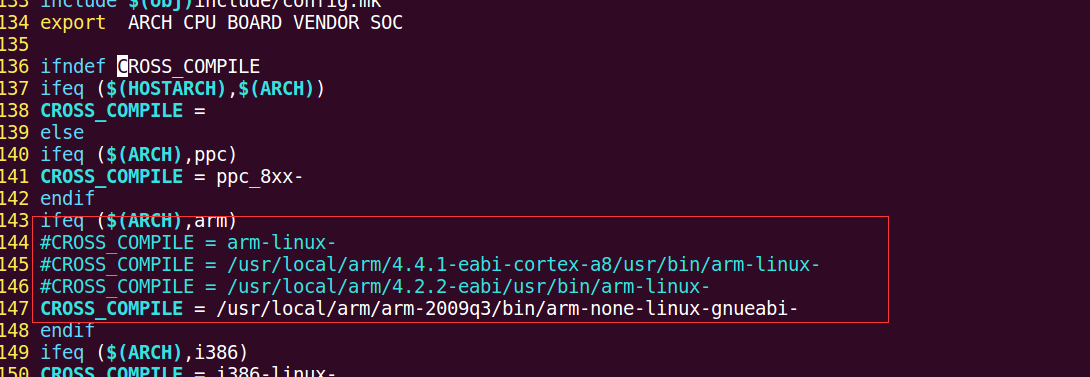 133 include $(obj)include/config.mk
134 export  ARCH CPU BOARD VENDOR SOC
135
136 ifndef CROSS_COMPILE
137 ifeq ($(HOSTARCH),$(ARCH))
138 CROSS_COMPILE =
139 else
140 ifeq ($(ARCH),ppc)
141 CROSS_COMPILE = ppc_8xx-
142 endif
143 ifeq ($(ARCH),arm)
144 #CROSS_COMPILE = arm-linux-
145 #CROSS_COMPILE = /usr/local/arm/4.4.1-eabi-cortex-a8/usr/bin/arm-linux-
146 #CROSS_COMPILE = /usr/local/arm/4.2.2-eabi/usr/bin/arm-linux-
147 CROSS_COMPILE = /usr/local/arm/arm-2009q3/bin/arm-none-linux-gnueabi-
148 endif
149 ifeq ($(ARCH),i386)
150 CROSS_COMPILE = i386-linux-